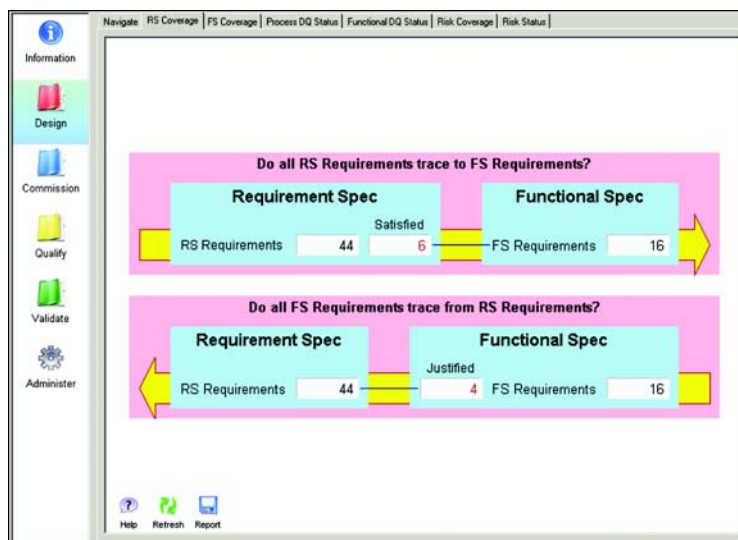 Navigate RS Coverage FS Coverage Process DQ Status Functional DQ Status Risk Coverage Risk Status
Information
Design
Commission
Qualify
Validate
Administer
Do all RS Requirements trace to FS Requirements?
Requirement Spec Functional Spec
Satisfied
RS Requirements 44 6 FS Requirements 16
Do all FS Requirements trace from RS Requirements?
Requirement Spec Functional Spec
Justified
RS Requirements 44 4 FS Requirements 16
Help Refresh Report